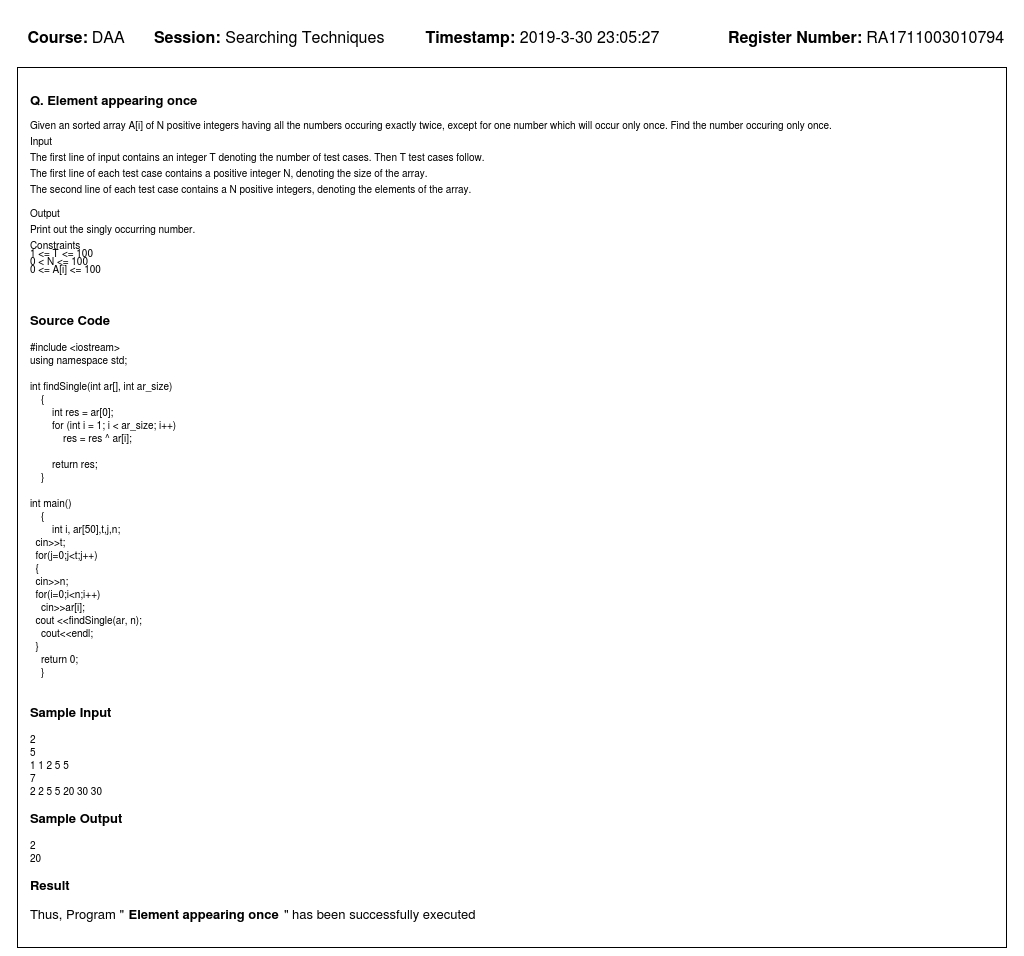 Course: DAA Session: Searching Techniques Timestamp: 2019-3-30 23:05:27 Register Number: RA1711003010794
Q. Element appearing once
Given an sorted array A[i] of N positive integers having all the numbers occuring exactly twice, except for one number which will occur only once. Find the number occuring only once.
Input
The first line of input contains an integer T denoting the number of test cases. Then T test cases follow.
The first line of each test case contains a positive integer N, denoting the size of the array.
The second line of each test case contains a N positive integers, denoting the elements of the array.
Output
Print out the singly occurring number.
Constraints
1 <= T <= 100
0 < N <= 100
0 <= A[i] <= 100
Source Code
#include <iostream>
using namespace std;
int findSingle(int ar[], int ar_size)
{
int res = ar[0];
for (int i = 1; i < ar_size; i++)
res = res ^ ar[i];
return res;
}
int main()
{
int i, ar[50],t,j,n;
cin>>t;
for(j=0;j<t;j++)
{
cin>>n;
for(i=0;i<n;i++)
cin>>ar[i];
cout <<findSingle(ar, n);
cout<<endl;
}
return 0;
}
Sample Input
2
5
1 1 2 5 5
7
2 2 5 5 20 30 30
Sample Output
2
20
Result
Thus, Program " Element appearing once " has been successfully executed